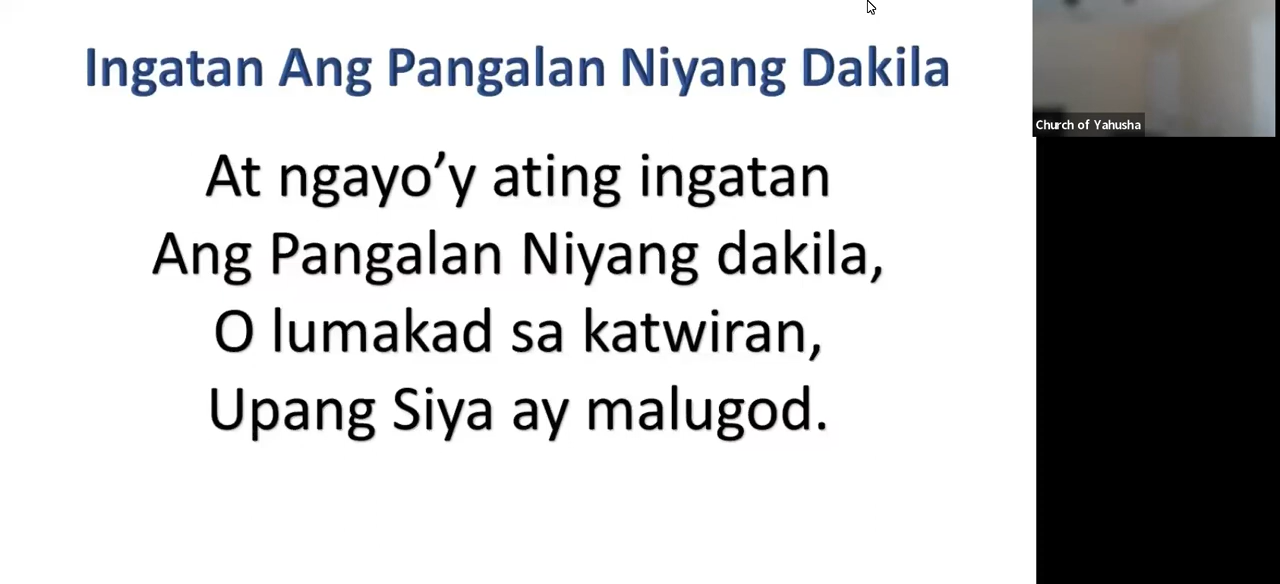 Ingatan Ang Pangalan Niyang Dakila
At ngayo’y ating ingatan
Ang Pangalan Niyang dakila,
O lumakad sa katwiran,
Upang Siya ay malugod.
Church of Yahusha